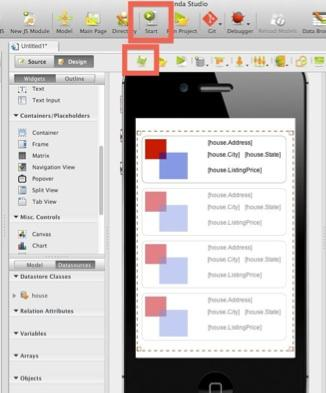 nda Studio
New JS Module
Model
Main Page
Directory
Start
Run Project
Git
Debugger
Reload Models
Data Brow
Untitled1*
Source
Design
Widgets
Outline
Text
Text Input
Containers/Placeholders
Container
Frame
Matrix
Navigation View
Popover
Split View
Tab View
Misc. Controls
Canvas
Chart
Model
Datasources
Datastore Classes
house
Relation Attributes
Variables
Arrays
Objects
[house.Address]
[house.City] [house.State]
[house.ListingPrice]
[house.Address]
[house.City] [house.State]
[house.ListingPrice]
[house.Address]
[house.City] [house.State]
[house.ListingPrice]
[house.Address]
[house.City] [house.State]
[house.ListingPrice]